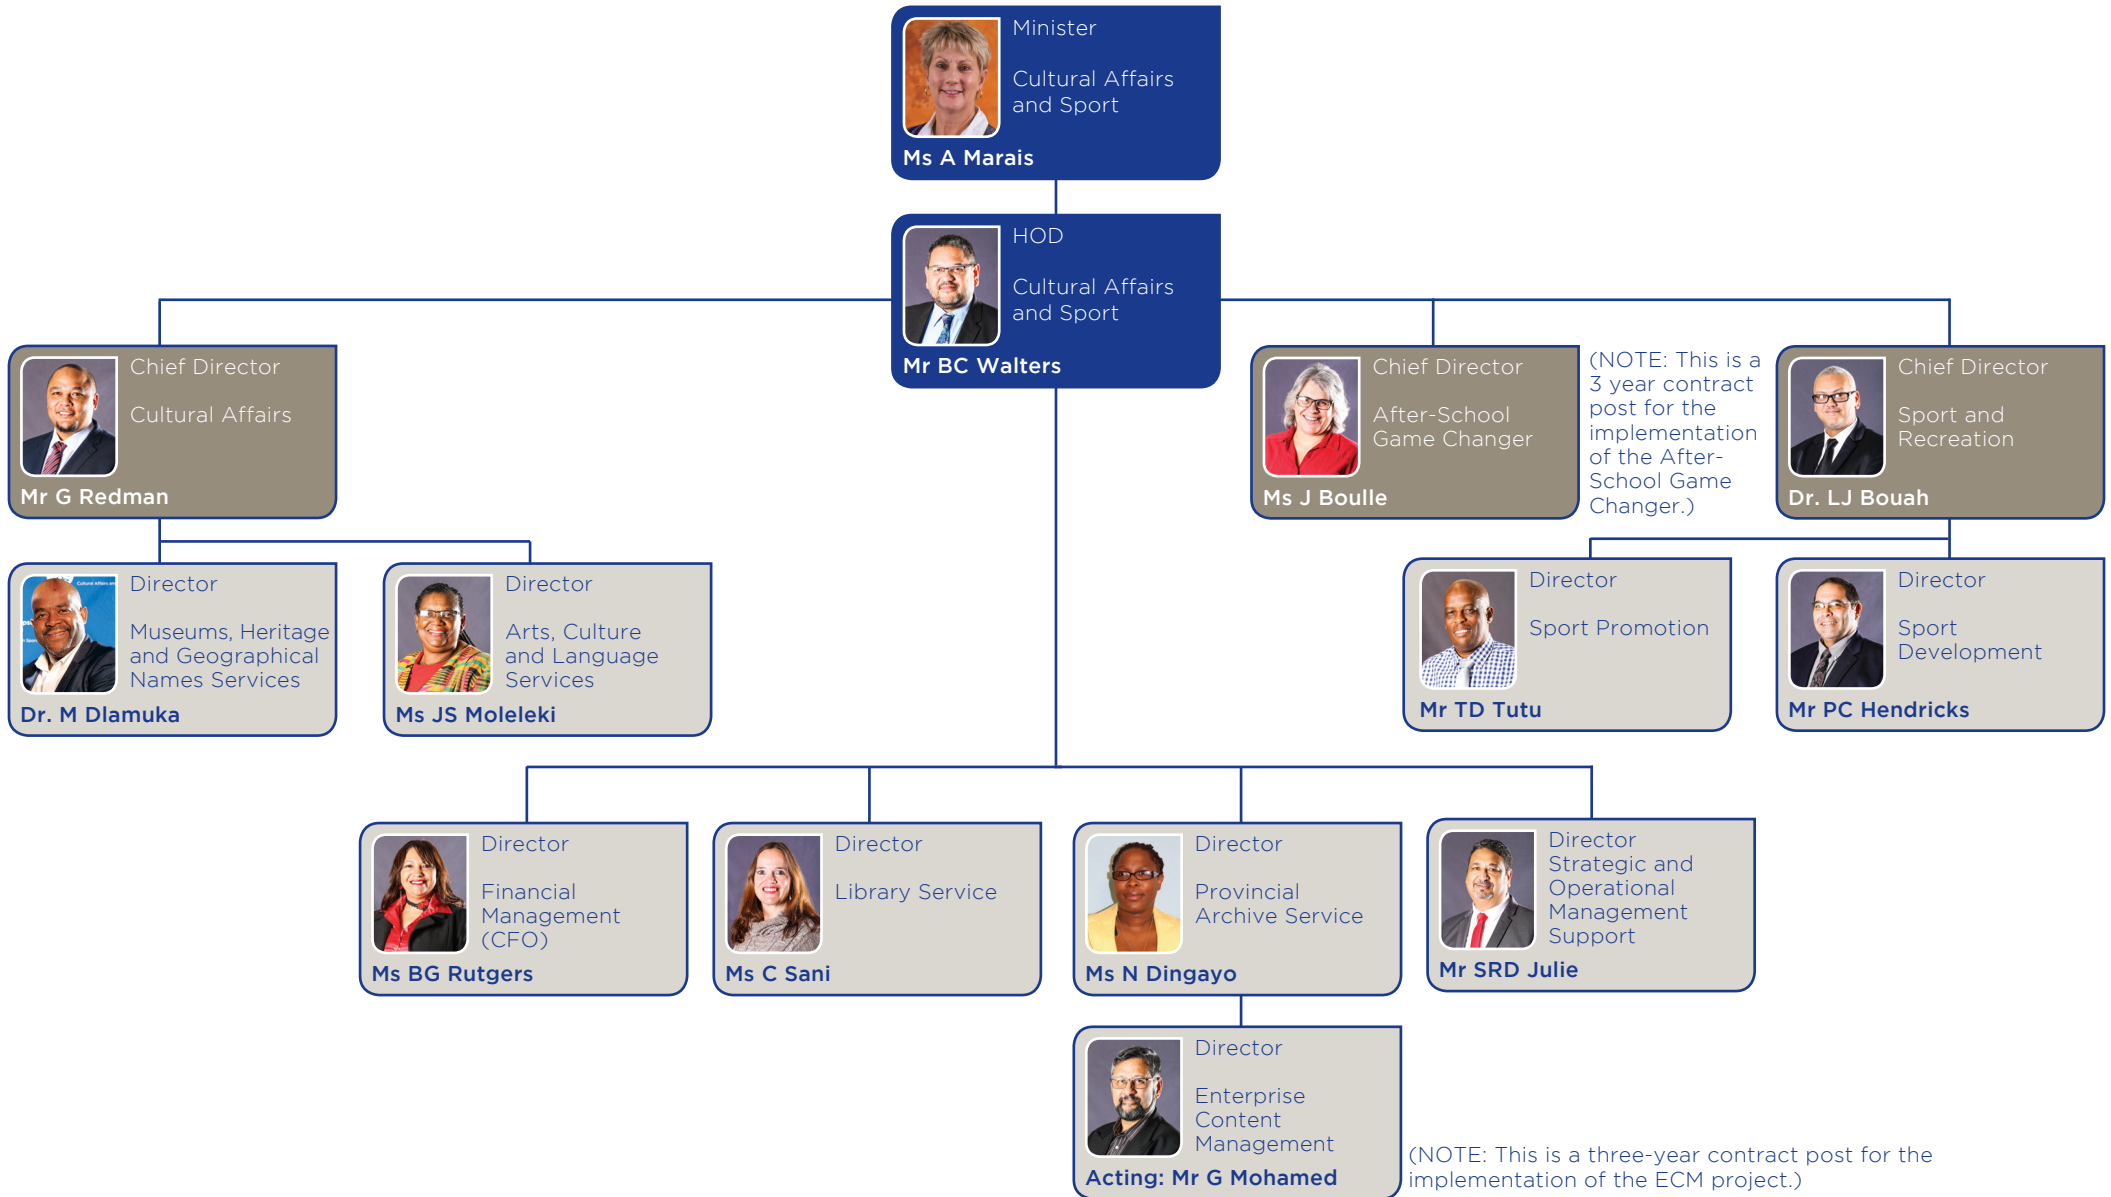 Minister
Cultural Affairs
and Sport
Ms A Marais
HOD
Cultural Affairs
and Sport
Mr BC Walters
Chief Director
Cultural Affairs
Mr G Redman
Chief Director
After-School
Game Changer
Ms J Boulle
(NOTE: This is a
3 year contract
post for the
implementation
of the After-
School Game
Changer.)
Chief Director
Sport and
Recreation
Dr. LJ Bouah
Director
Museums, Heritage
and Geographical
Names Services
Dr. M Dlamuka
Director
Arts, Culture
and Language
Services
Ms JS Moleleki
Director
Sport Promotion
Mr TD Tutu
Director
Sport
Development
Mr PC Hendricks
Director
Financial
Management
(CFO)
Ms BG Rutgers
Director
Library Service
Ms C Sani
Director
Provincial
Archive Service
Ms N Dingayo
Director
Strategic and
Operational
Management
Support
Mr SRD Julie
Director
Enterprise
Content
Management
Acting: Mr G Mohamed
(NOTE: This is a three-year contract post for the
implementation of the ECM project.)